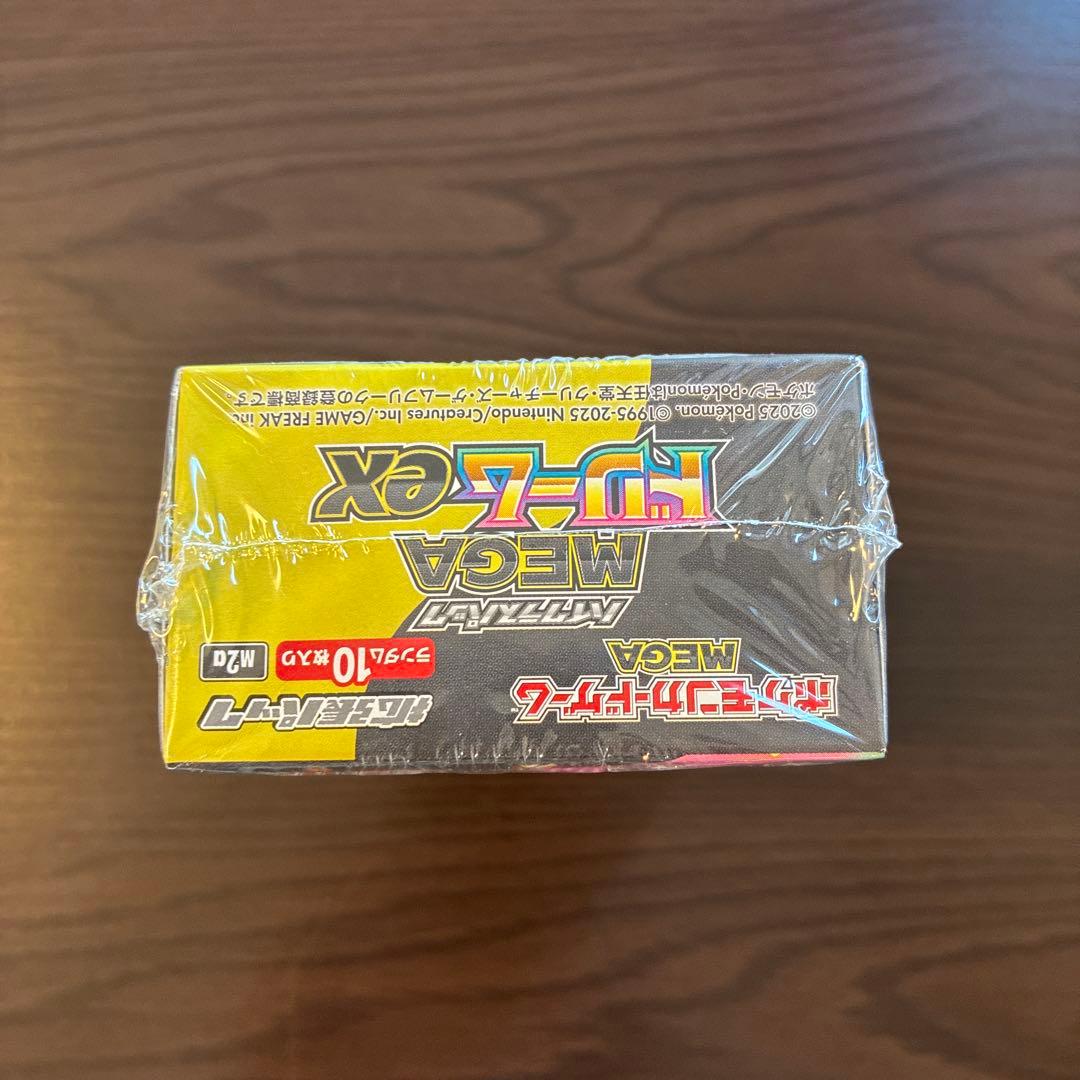 ポケモンカードゲーム™
MEGA
拡張パック
ランダム10枚入り
M2a
ハイクラスパック
MEGA
ドリームex
©2025 Pokémon. ©1995-2025 Nintendo/Creatures Inc./GAME FREAK inc.
ポケモン・Pokémonは任天堂・クリーチャーズ・ゲームフリークの登録商標です。